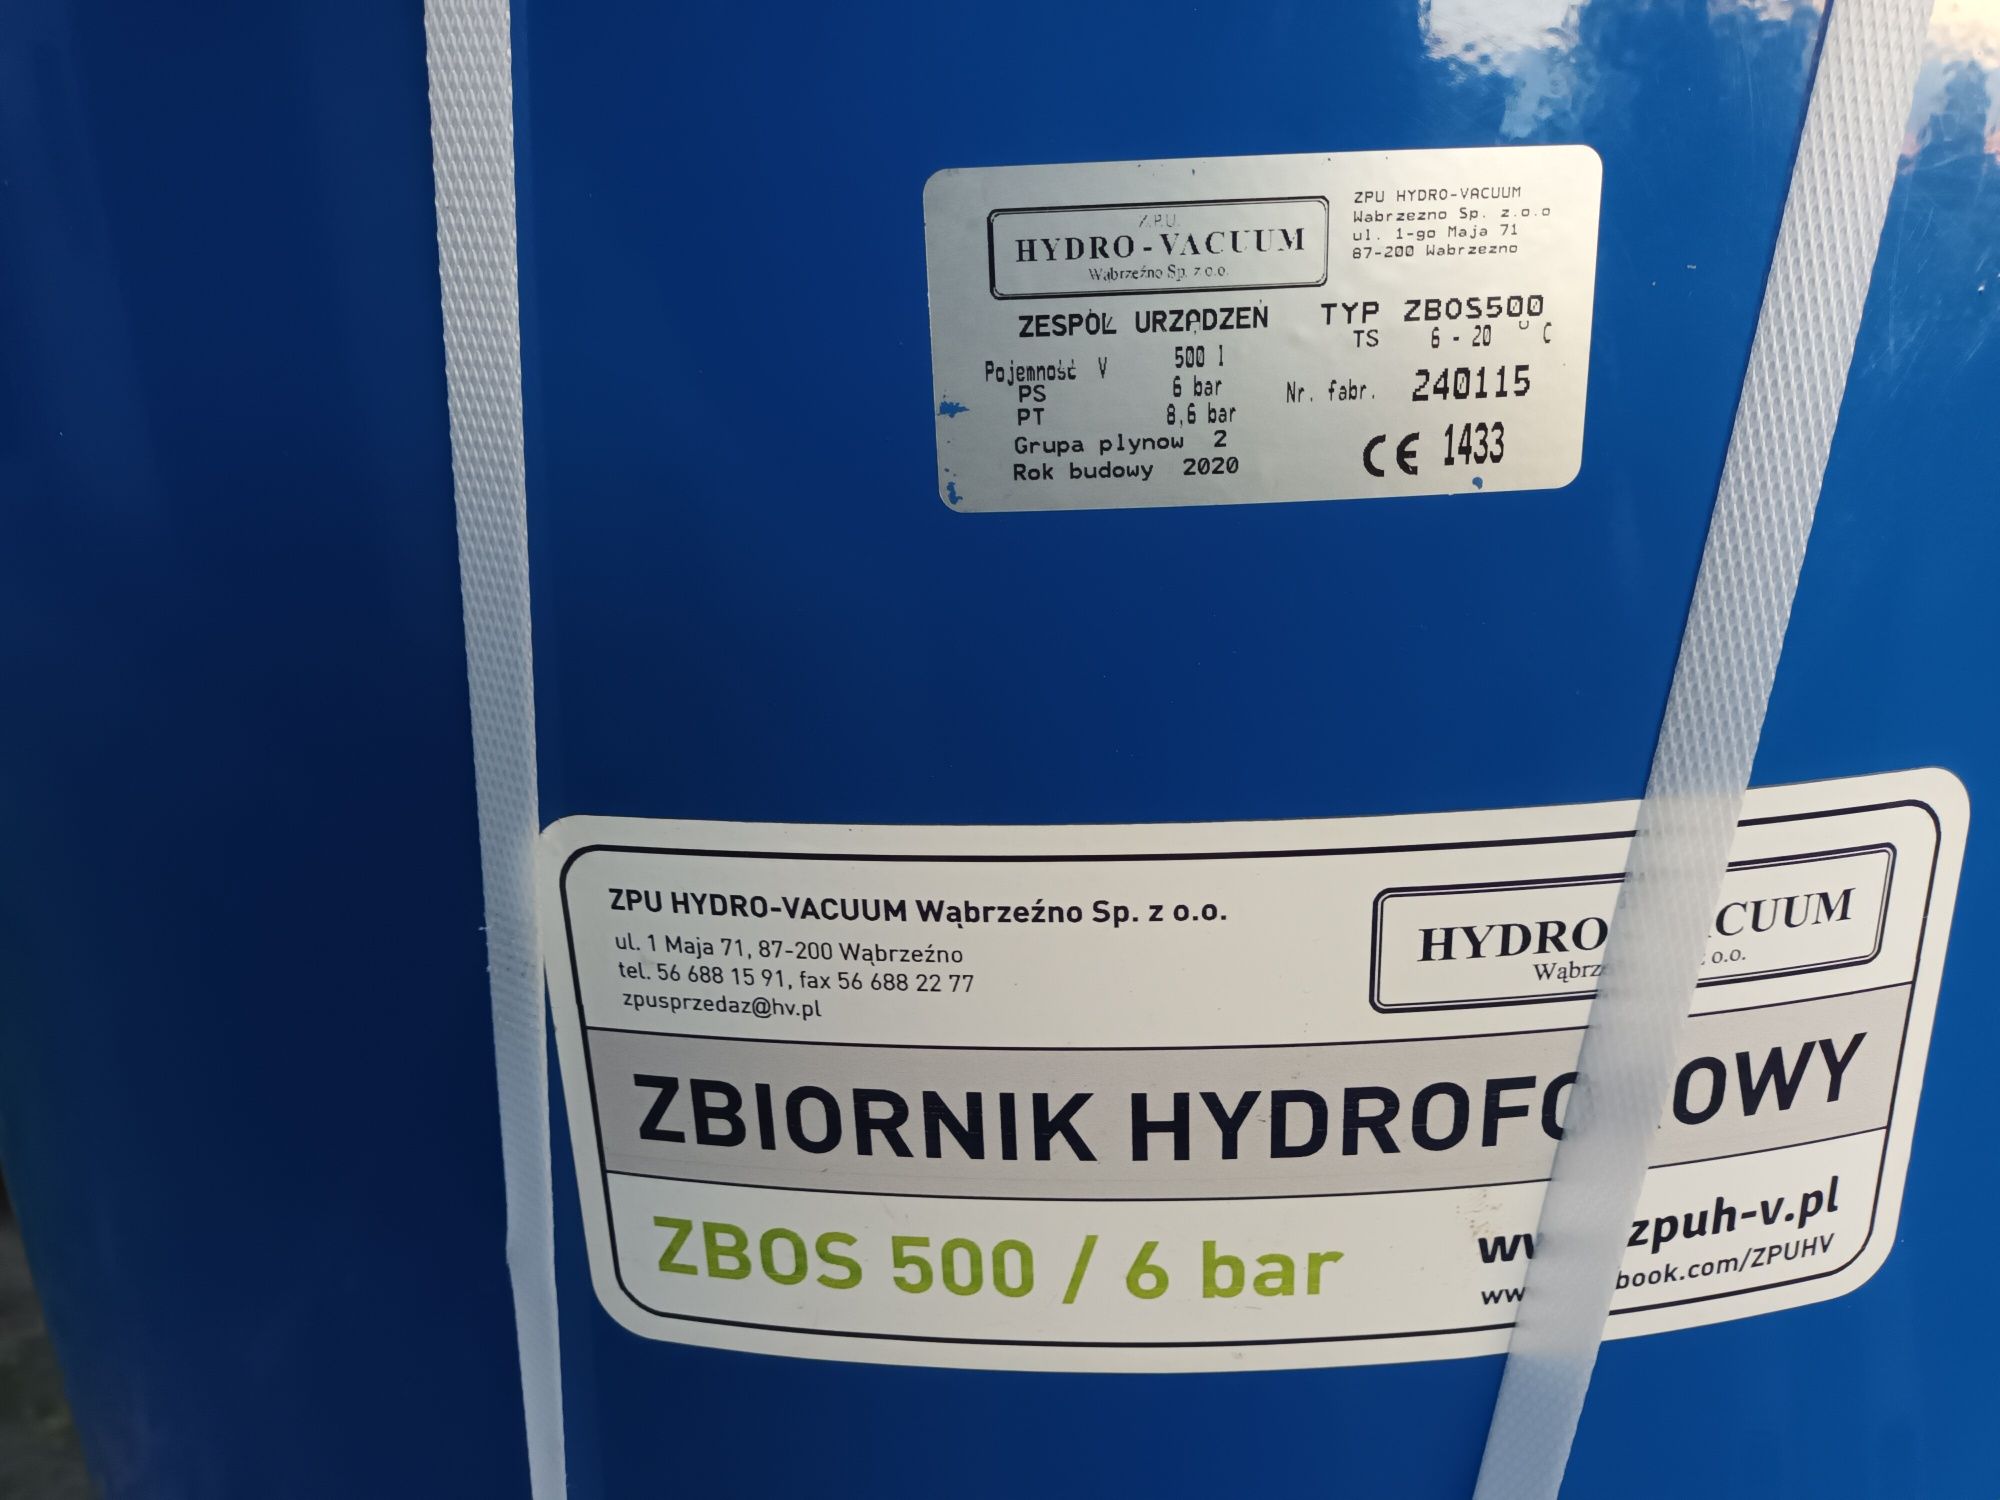 Z.P.U.
HYDRO-VACUUM
Wąbrzeźno Sp. z o.o.
ZPU HYDRO-VACUUM
Wabrzezno Sp. z.o.o
ul. 1-go Maja 71
87-200 Wabrzezno
ZESPÓŁ URZĄDZEŃ TYP ZBOS500
TS 6 - 20 °C
Pojemność V 500 l
PS 6 bar
Nr. fabr. 240115
PT 8,6 bar
Grupa plynow 2
CE 1433
Rok budowy 2020
ZPU HYDRO-VACUUM Wąbrzeźno Sp. z o.o.
ul. 1 Maja 71, 87-200 Wąbrzeźno
tel. 56 688 15 91, fax 56 688 22 77
zpusprzedaz@hv.pl
HYDRO CUUM
Wąbrz o.o.
ZBIORNIK HYDROFO OWY
ZBOS 500 / 6 bar
zpuh-v.pl
book.com/ZPUHV